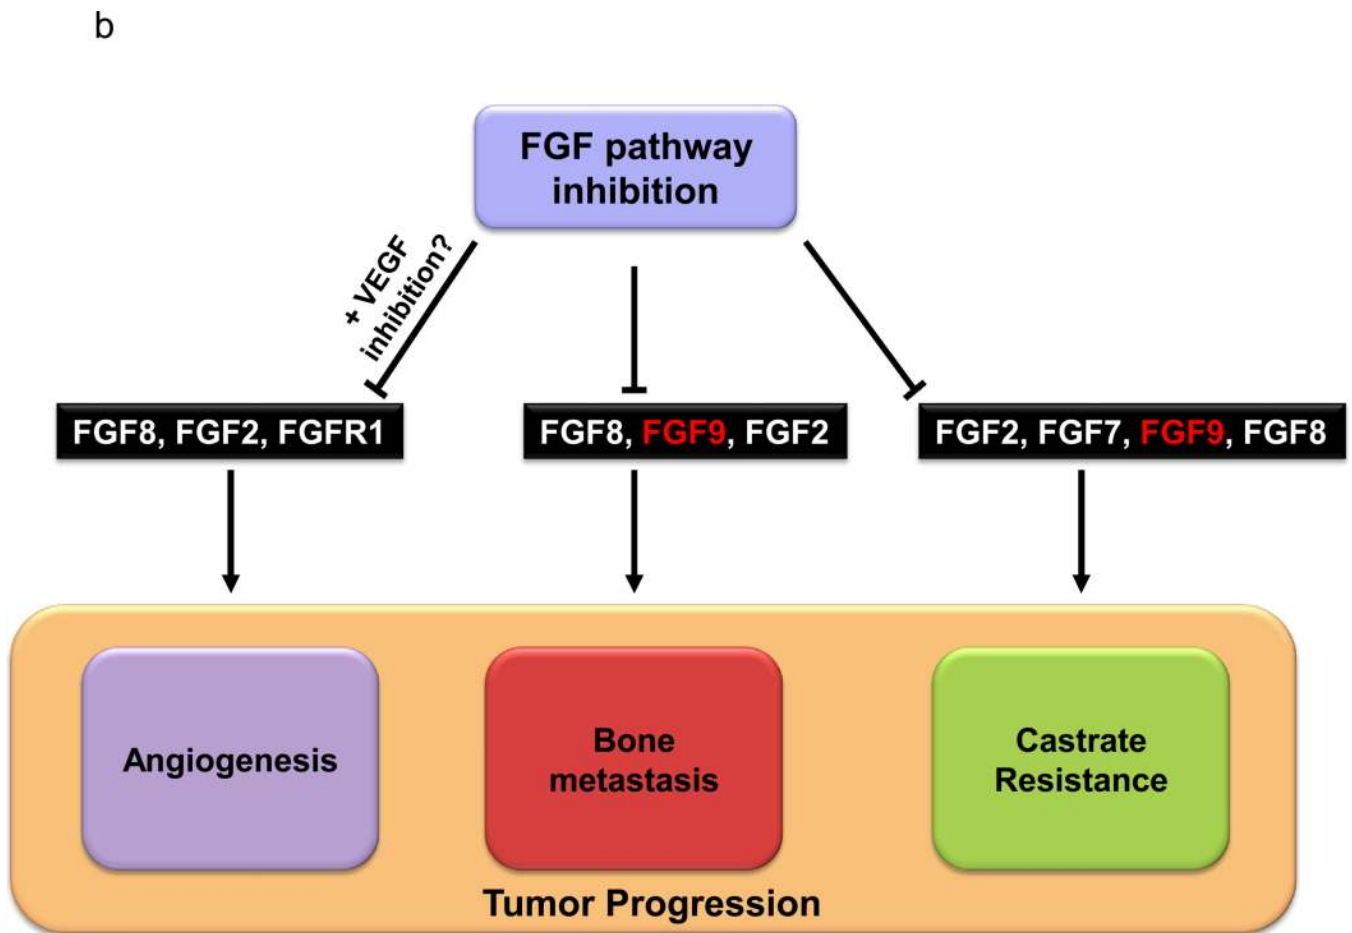 b
FGF pathway
inhibition
+ VEGF
inhibition?
FGF8, FGF2, FGFR1
FGF8, FGF9, FGF2
FGF2, FGF7, FGF9, FGF8
Angiogenesis
Bone
metastasis
Castrate
Resistance
Tumor Progression